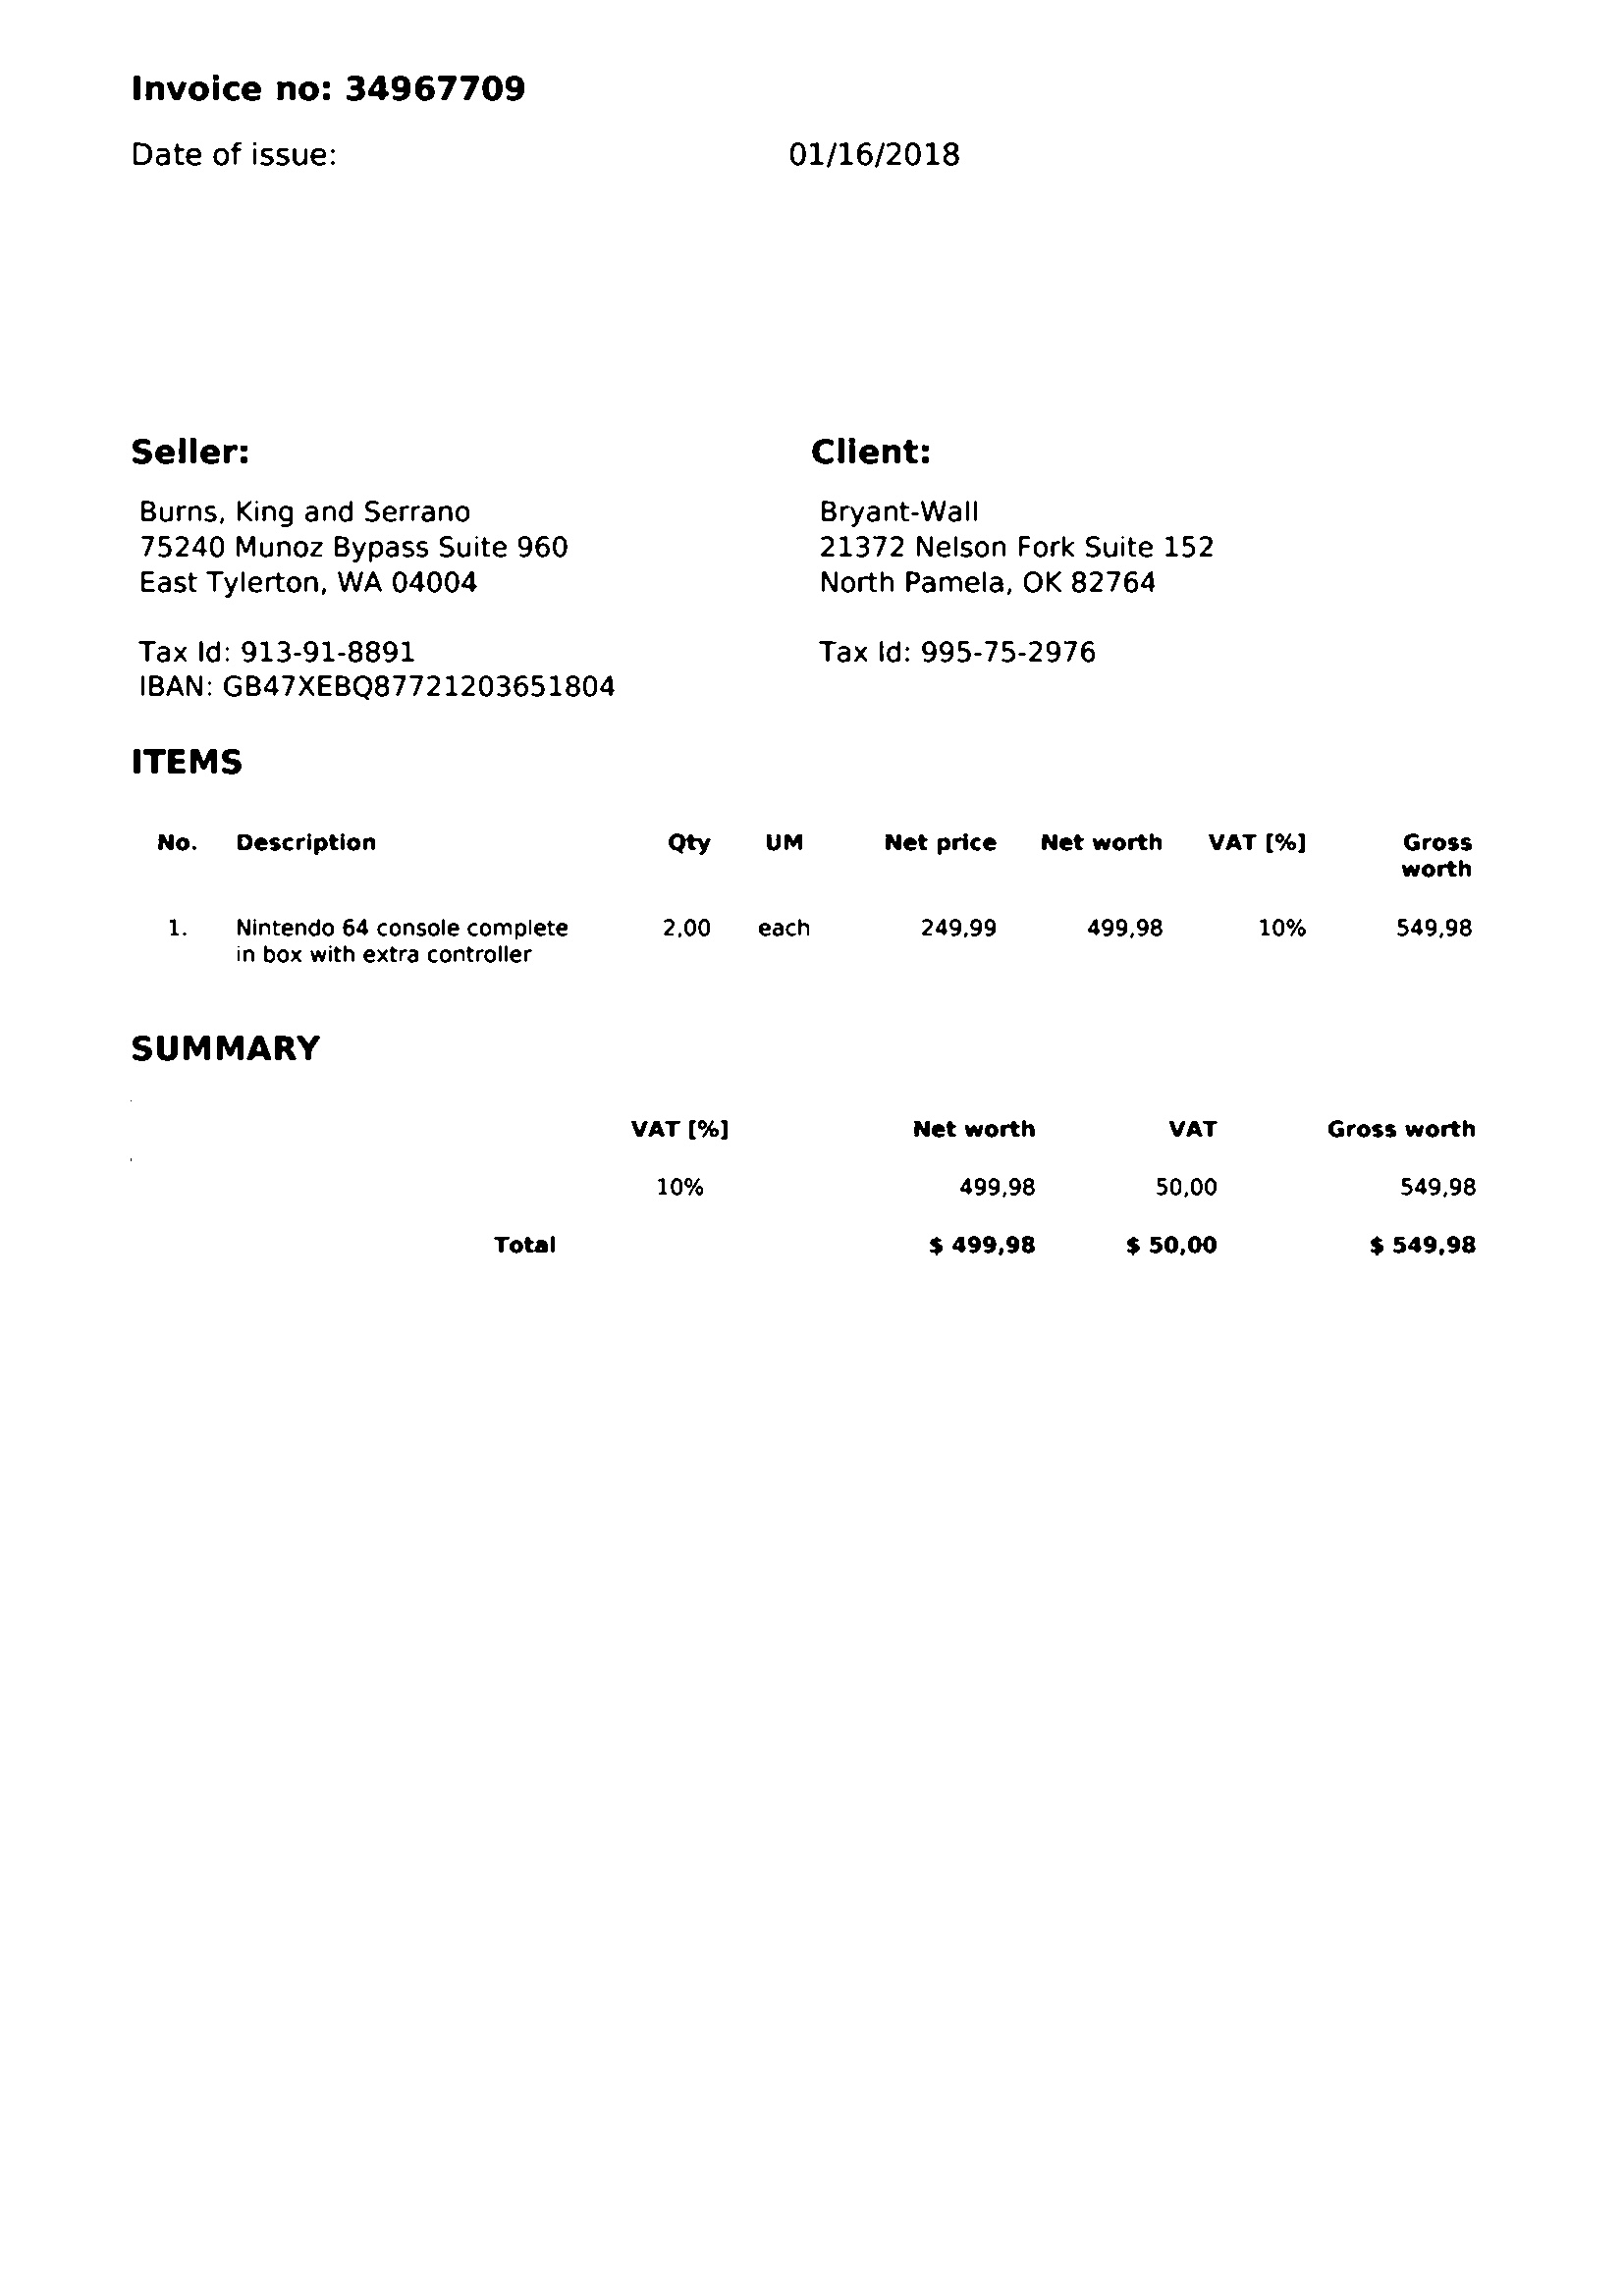 Invoice no: 34967709
Date of issue: 01/16/2018
Seller: Client:
Burns, King and Serrano Bryant-Wall
75240 Munoz Bypass Suite 960 21372 Nelson Fork Suite 152
East Tylerton, WA 04004 North Pamela, OK 82764
Tax Id: 913-91-8891 Tax Id: 995-75-2976
IBAN: GB47XEBQ87721203651804
ITEMS
No. Description Qty UM Net price Net worth VAT [%] Gross
worth
1. Nintendo 64 console complete 2,00 each 249,99 499,98 10% 549,98
in box with extra controller
SUMMARY
VAT [%] Net worth VAT Gross worth
10% 499,98 50,00 549,98
Total $ 499,98 $ 50,00 $ 549,98